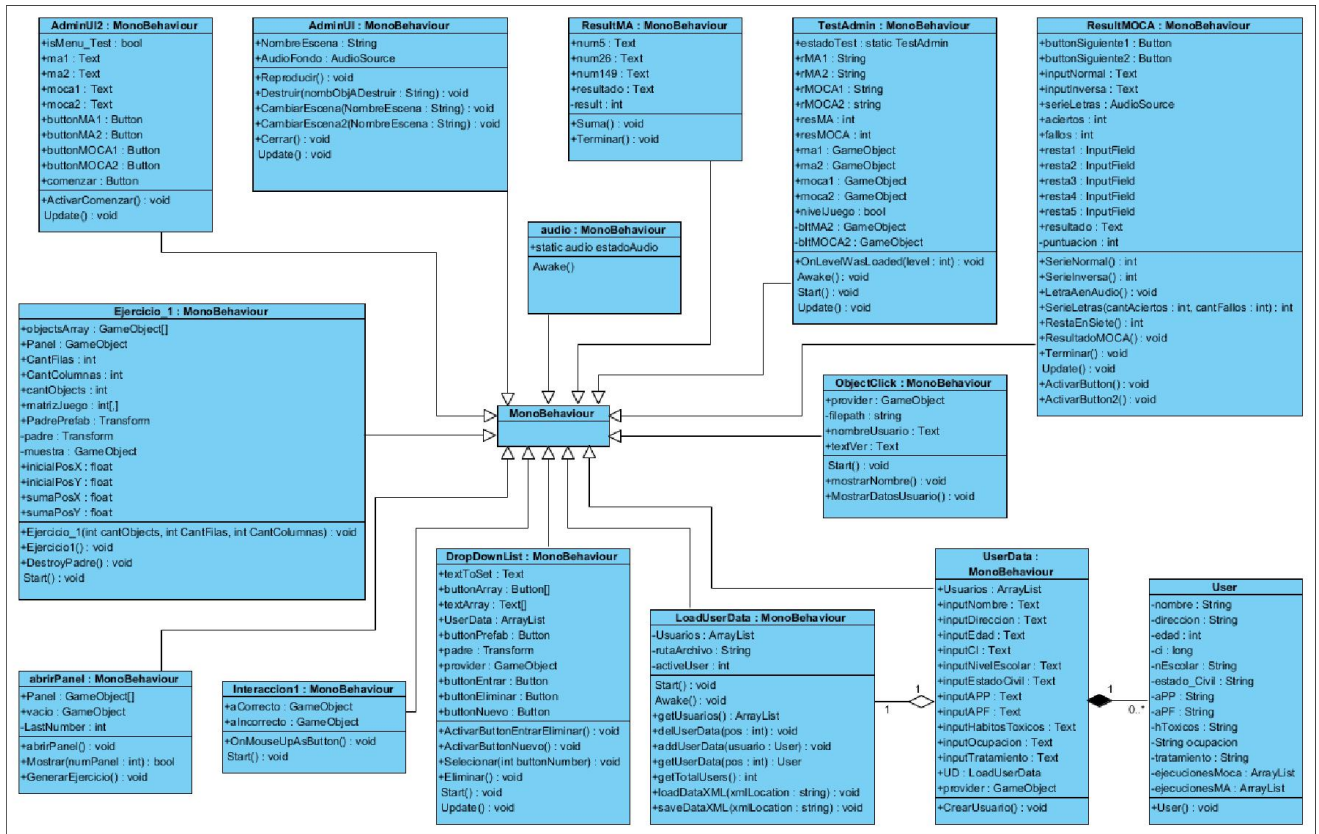 AdminUI2 : MonoBehaviour
+isMenu_Test : bool
+ma1 : Text
+ma2 : Text
+moca1 : Text
+moca2 : Text
+buttonMA1 : Button
+buttonMA2 : Button
+buttonMOCA1 : Button
+buttonMOCA2 : Button
+comenzar : Button
+ActivarComenzar() : void
Update() : void
AdminUI : MonoBehaviour
+NombreEscena : String
+AudioFondo : AudioSource
+Reproducir() : void
+Destruir(nombObjADestruir : String) : void
+CambiarEscena(NombreEscena : String) : void
+CambiarEscena2(NombreEscena : String) : void
+Cerrar() : void
Update() : void
ResultMA : MonoBehaviour
+num5 : Text
+num26 : Text
+num149 : Text
+resultado : Text
-result : int
+Suma() : void
+Terminar() : void
TestAdmin : MonoBehaviour
+estadoTest : static TestAdmin
+rMA1 : String
+rMA2 : String
+rMOCA1 : String
+rMOCA2 : string
+resMA : int
+resMOCA : int
+ma1 : GameObject
+ma2 : GameObject
+moca1 : GameObject
+moca2 : GameObject
+nivelJuego : bool
-bltMA2 : GameObject
-bltMOCA2 : GameObject
+OnLevelWasLoaded(level : int) : void
Awake() : void
Start() : void
Update() : void
ResultMOCA : MonoBehaviour
+buttonSiguiente1 : Button
+buttonSiguiente2 : Button
+inputNormal : Text
+inputInversa : Text
+serieLetras : AudioSource
+aciertos : int
+fallos : int
+resta1 : InputField
+resta2 : InputField
+resta3 : InputField
+resta4 : InputField
+resta5 : InputField
+resultado : Text
-puntuacion : int
+SerieNormal() : int
+SerieInversa() : int
+LetraAenAudio() : void
+SerieLetras(cantAciertos : int, cantFallos : int) : int
+RestaEnSiete() : int
+ResultadoMOCA() : void
+Terminar() : void
Update() : void
+ActivarButton() : void
+ActivarButton2() : void
audio : MonoBehaviour
+static audio estadoAudio
Awake()
Ejercicio_1 : MonoBehaviour
+objectsArray : GameObject[]
+Panel : GameObject
+CantFilas : int
+CantColumnas : int
+cantObjects : int
+matrizJuego : int[,]
+PadrePrefab : Transform
-padre : Transform
-muestra : GameObject
+inicialPosX : float
+inicialPosY : float
+sumaPosX : float
+sumaPosY : float
+Ejercicio_1(int cantObjects, int CantFilas, int CantColumnas) : void
+Ejercicio1() : void
+DestroyPadre() : void
Start() : void
MonoBehaviour
ObjectClick : MonoBehaviour
+provider : GameObject
-filepath : string
+nombreUsuario : Text
+textVer : Text
Start() : void
+mostrarNombre() : void
+MostrarDatosUsuario() : void
abrirPanel : MonoBehaviour
+Panel : GameObject[]
+vacio : GameObject
-LastNumber : int
+abrirPanel() : void
+Mostrar(numPanel : int) : bool
+GenerarEjercicio() : void
Interaccion1 : MonoBehaviour
+aCorrecto : GameObject
+aIncorrecto : GameObject
+OnMouseUpAsButton() : void
Start() : void
DropDownList : MonoBehaviour
+textToSet : Text
+buttonArray : Button[]
+textArray : Text[]
+UserData : ArrayList
+buttonPrefab : Button
+padre : Transform
+provider : GameObject
+buttonEntrar : Button
+buttonEliminar : Button
+buttonNuevo : Button
+ActivarButtonEntrarEliminar() : void
+ActivarButtonNuevo() : void
+Selecionar(int buttonNumber) : void
+Eliminar() : void
Start() : void
Update() : void
LoadUserData : MonoBehaviour
-Usuarios : ArrayList
-rutaArchivo : String
-activeUser : int
Start() : void
Awake() : void
+getUsuarios() : ArrayList
+delUserData(pos : int) : void
+addUserData(usuario : User) : void
+getUserData(pos : int) : User
+getTotalUsers() : int
+loadDataXML(xmlLocation : string) : void
+saveDataXML(xmlLocation : string) : void
1
1
UserData :
MonoBehaviour
+Usuarios : ArrayList
+inputNombre : Text
+inputDireccion : Text
+inputEdad : Text
+inputCI : Text
+inputNivelEscolar : Text
+inputEstadoCivil : Text
+inputAPP : Text
+inputAPF : Text
+inputHabitosToxicos : Text
+inputOcupacion : Text
+inputTratamiento : Text
+UD : LoadUserData
+provider : GameObject
+CrearUsuario() : void
1
0..*
User
-nombre : String
-direccion : String
-edad : int
-ci : long
-nEscolar : String
-estado_Civil : String
-aPP : String
-aPF : String
-hToxicos : String
-String ocupacion
-tratamiento : String
-ejecucionesMoca : ArrayList
-ejecucionesMA : ArrayList
+User() : void